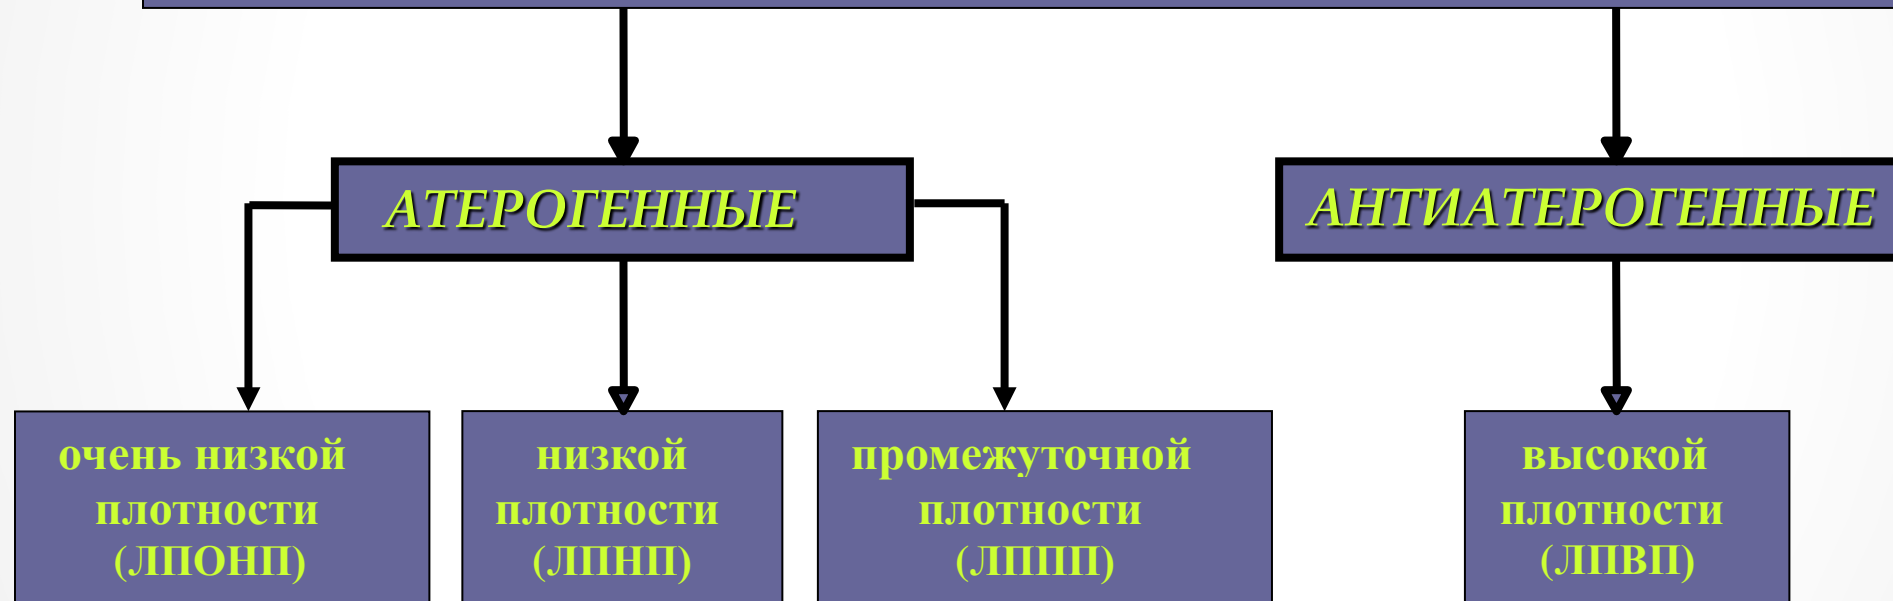 АТЕРОГЕННЫЕ
АНТИАТЕРОГЕННЫЕ
очень низкой
плотности
(ЛПОНП)
низкой
плотности
(ЛПНП)
промежуточной
плотности
(ЛППП)
высокой
плотности
(ЛПВП)